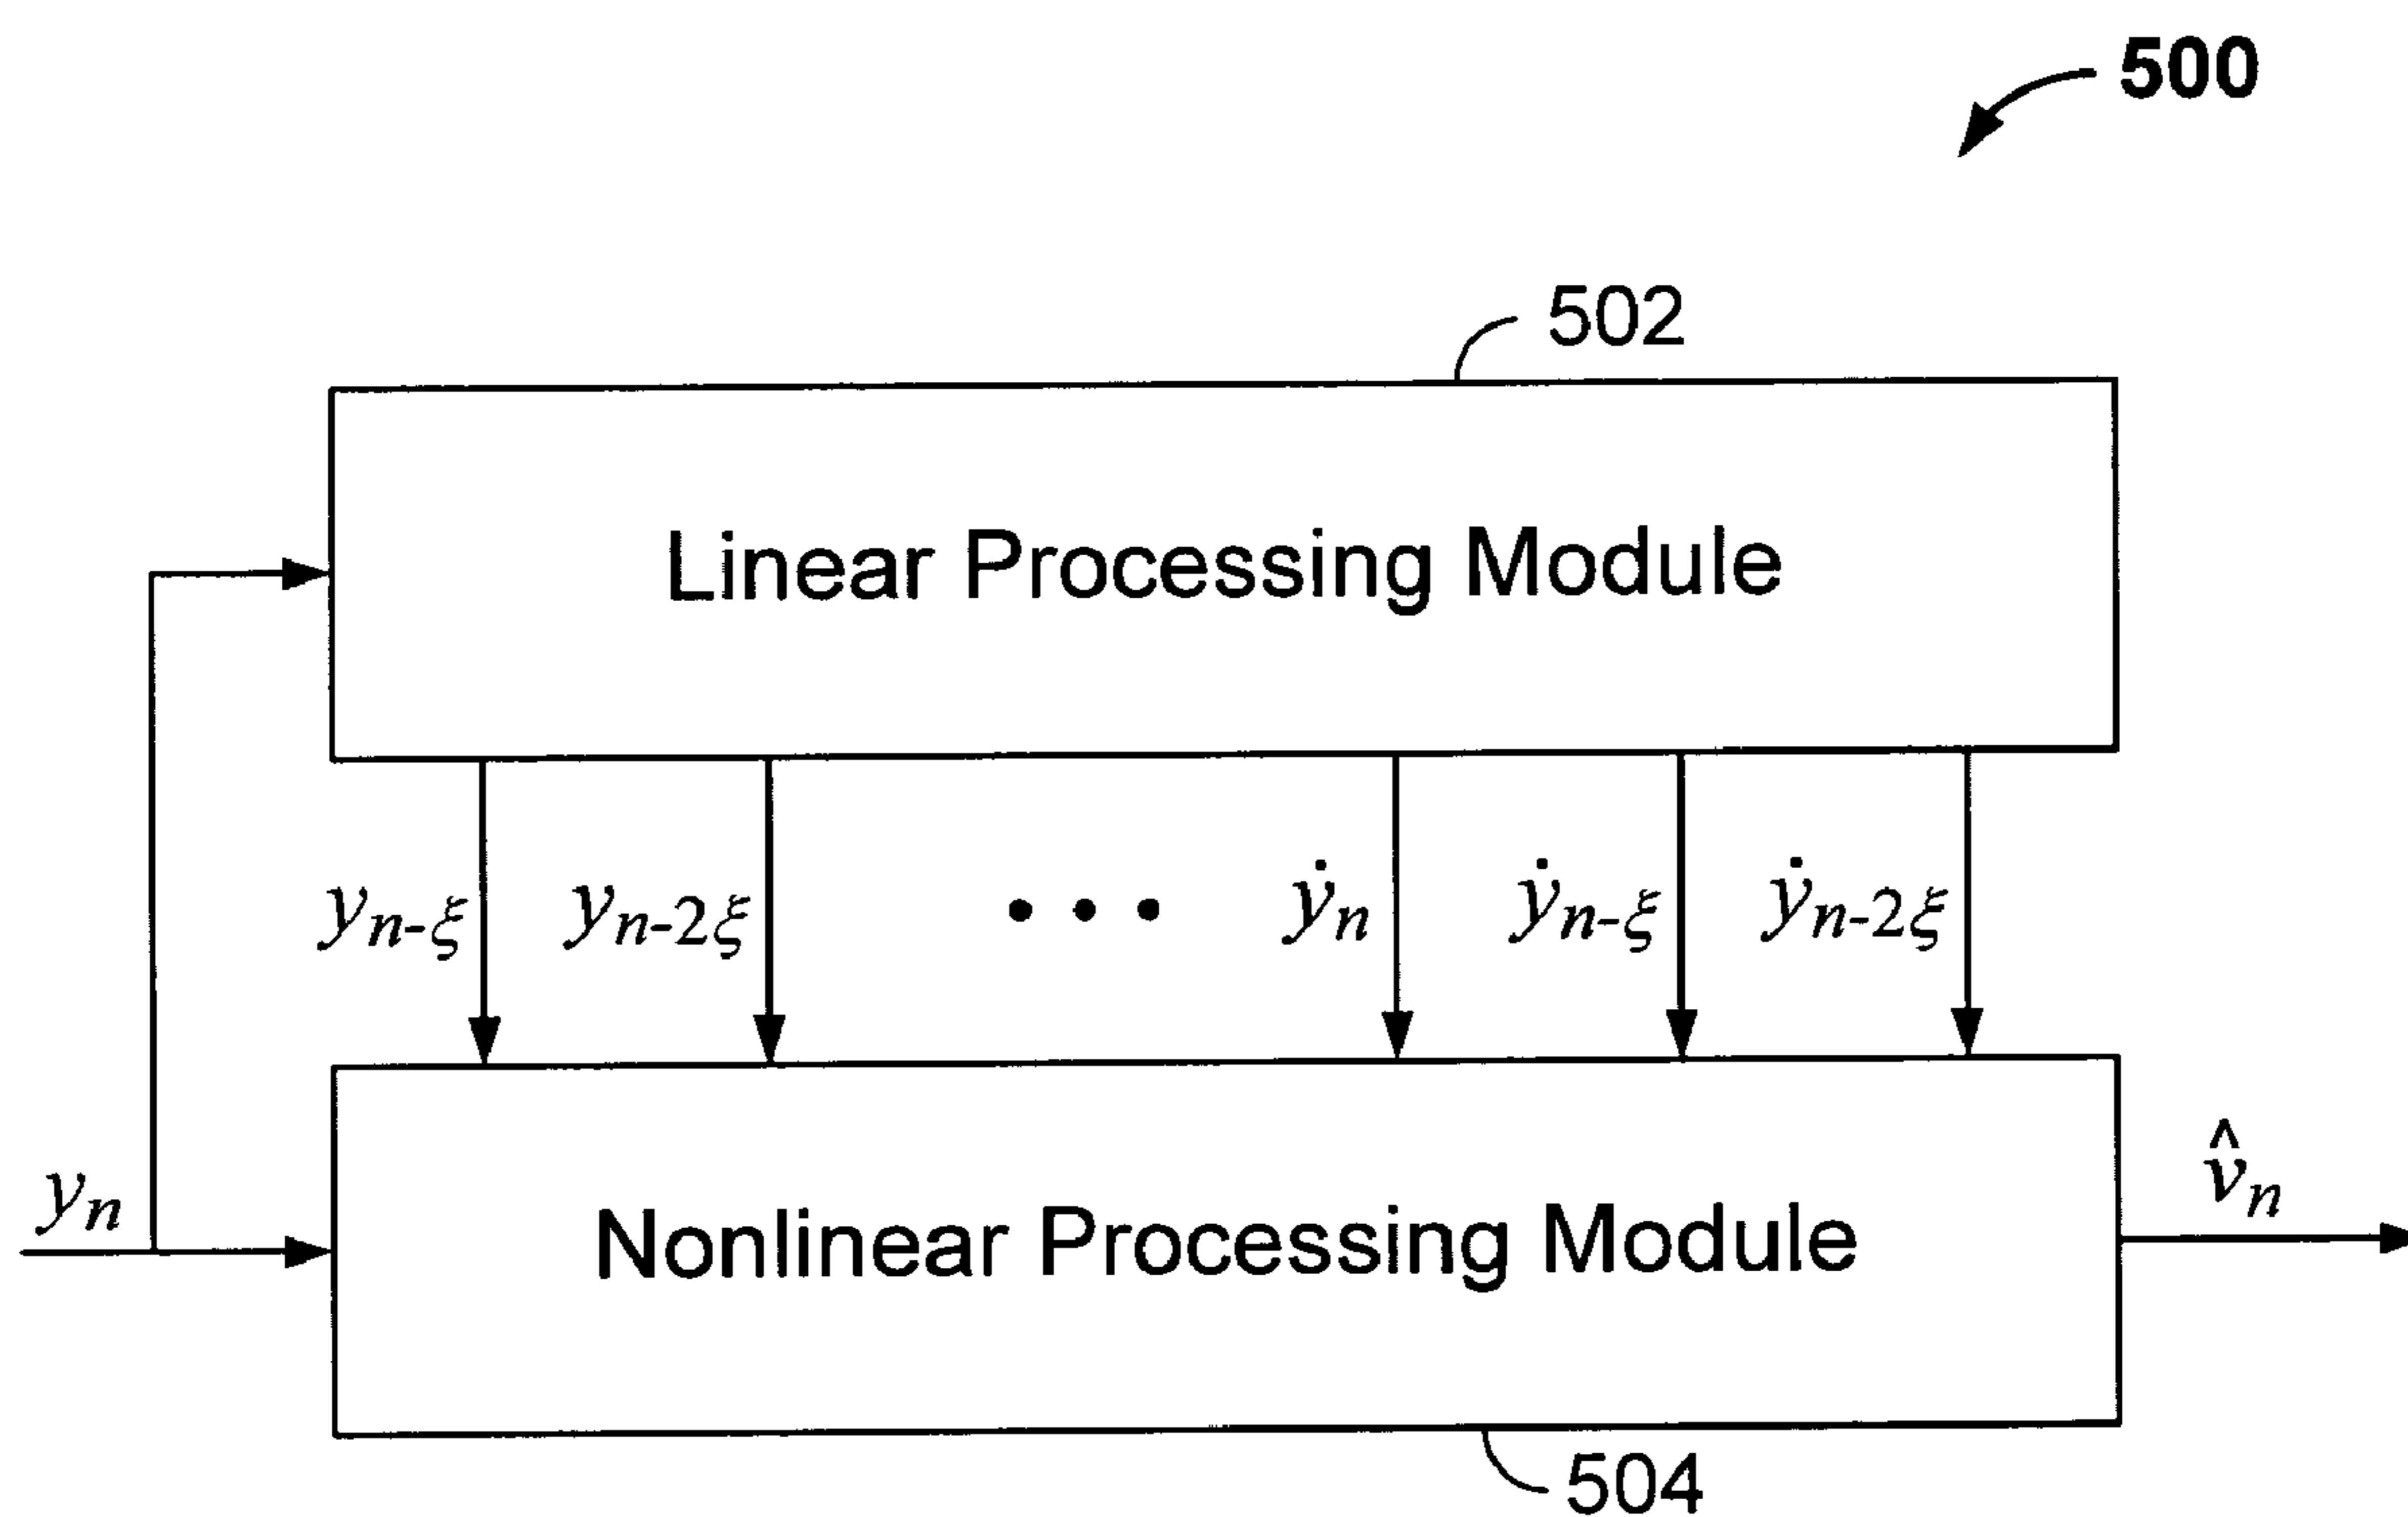 500
502
Linear Processing Module
yₙ₋ξ yₙ₋₂ξ • • • ẏₙ ẏₙ₋ξ ẏₙ₋₂ξ
yₙ
Nonlinear Processing Module
v̂ₙ
504